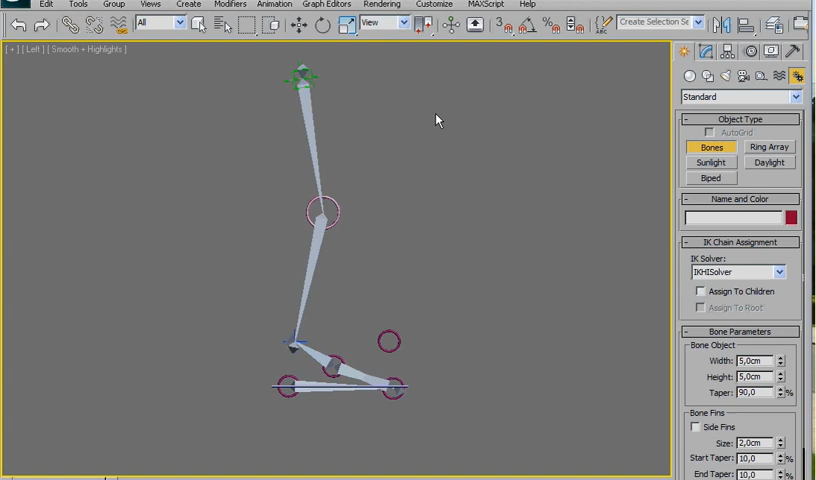 Edit Tools Group Views Create Modifiers Animation Graph Editors Rendering Customize MAXScript Help
All View 3 % Create Selection Se
[ + ] [ Left ] [ Smooth + Highlights ]
Standard
- Object Type
AutoGrid
Bones Ring Array
Sunlight Daylight
Biped
- Name and Color
- IK Chain Assignment
IK Solver:
IKHISolver
Assign To Children
Assign To Root
- Bone Parameters
Bone Object
Width: 5,0cm
Height: 5,0cm
Taper: 90,0 %
Bone Fins
Side Fins
Size: 2,0cm
Start Taper: 10,0 %
End Taper: 10,0 %